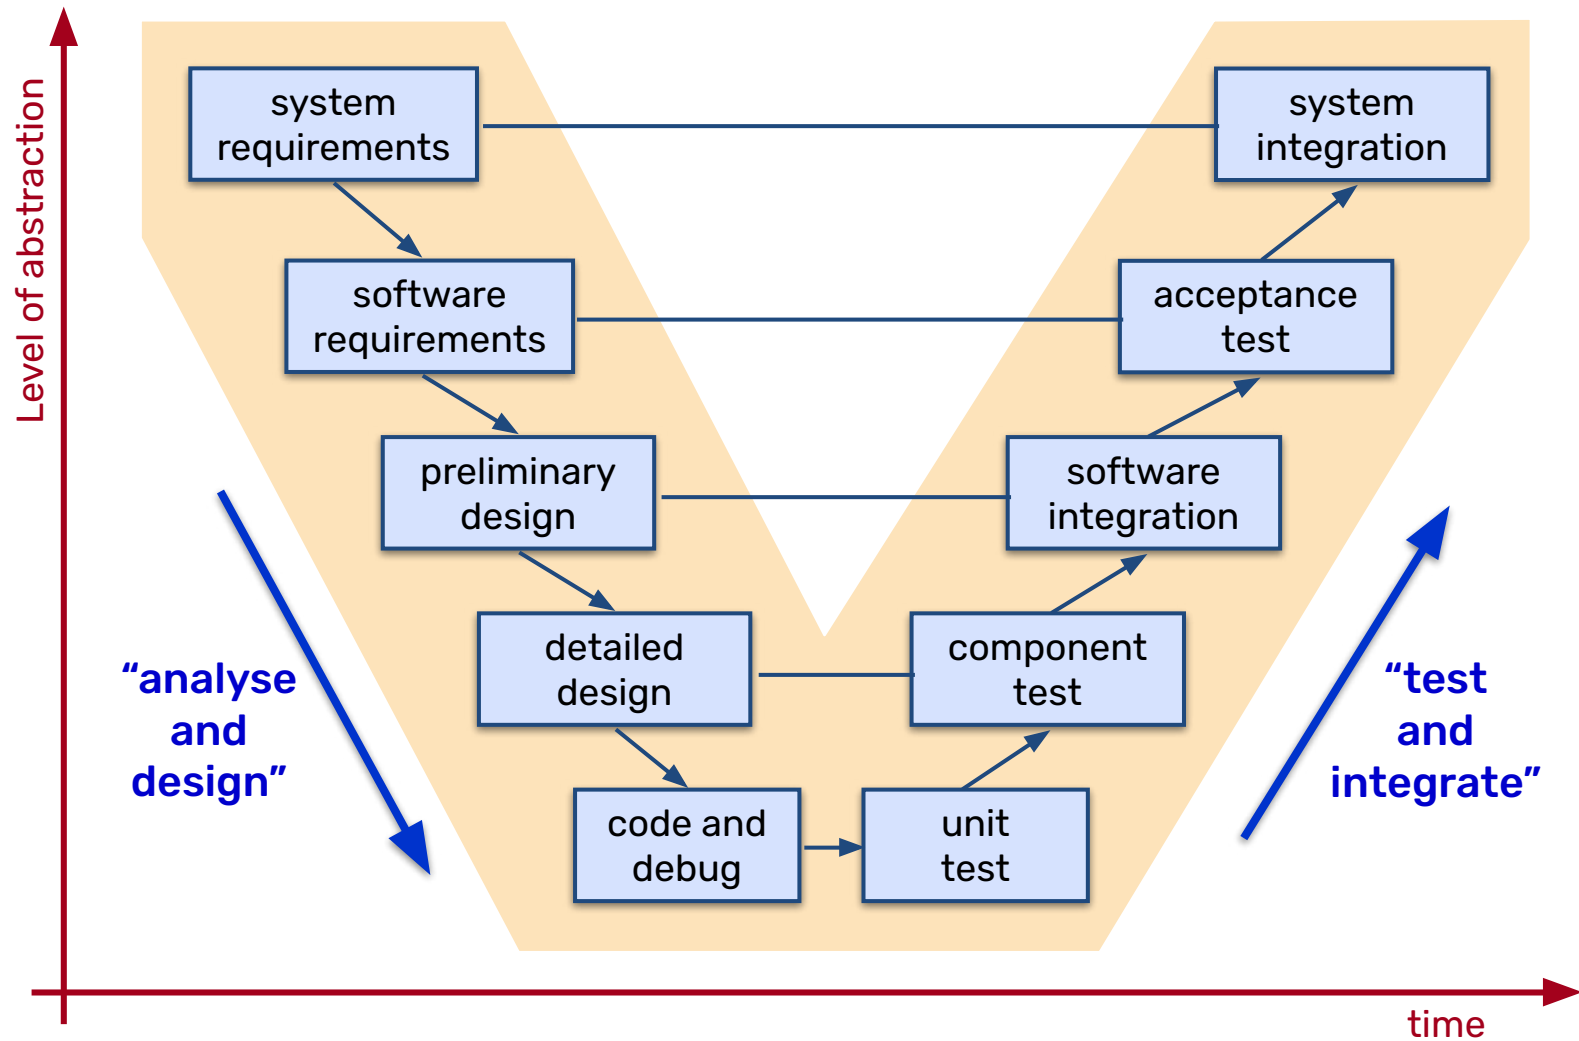 Level of abstraction
system
requirements
system
integration
software
requirements
acceptance
test
preliminary
design
software
integration
detailed
design
component
test
“analyse
and
design”
“test
and
integrate”
code and
debug
unit
test
time